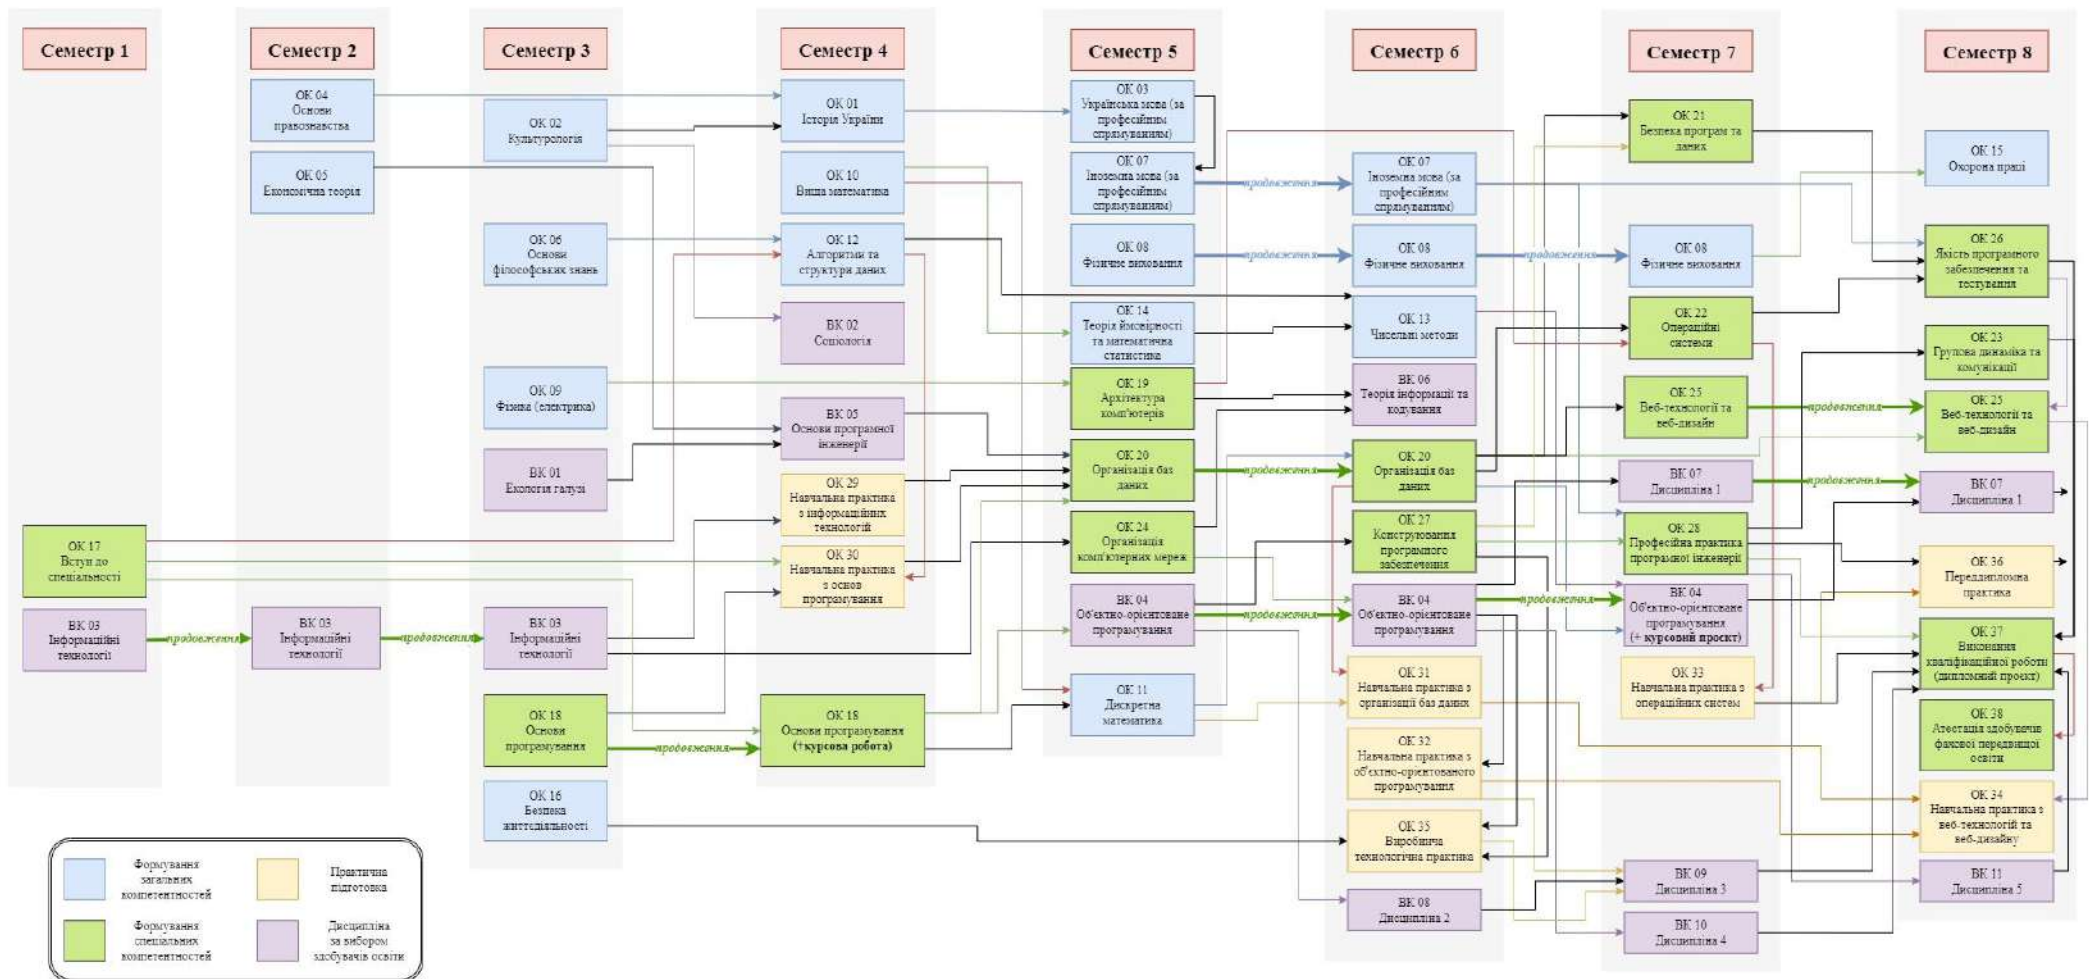 Семестр 1
ОК 17
Вступ до
спеціальності
ВК 03
Інформаційні
технології
продовження
Семестр 2
ОК 04
Основи
правознавства
ОК 05
Економічна теорія
ВК 03
Інформаційні
технології
продовження
Семестр 3
ОК 02
Культурологія
ОК 06
Основи
філософських знань
ОК 09
Фізика (електрика)
ВК 01
Екологія галузі
ВК 03
Інформаційні
технології
ОК 18
Основи
програмування
продовження
ОК 16
Безпека
життєдіяльності
Семестр 4
ОК 01
Історія України
ОК 10
Вища математика
ОК 12
Алгоритми та
структури даних
ВК 02
Соціологія
ВК 05
Основи програмної
інженерії
ОК 29
Навчальна практика
з інформаційних
технологій
ОК 30
Навчальна практика
з основ
програмування
ОК 18
Основи програмування
(+курсова робота)
Семестр 5
ОК 03
Українська мова (за
професійним
спрямуванням)
ОК 07
Іноземна мова (за
професійним
спрямуванням)
продовження
ОК 08
Фізичне виховання
продовження
ОК 14
Теорія ймовірності
та математична
статистика
ОК 19
Архітектура
комп'ютерів
ОК 20
Організація баз
даних
продовження
ОК 24
Організація
комп'ютерних мереж
ВК 04
Об'єктно-орієнтоване
програмування
продовження
ОК 11
Дискретна
математика
Семестр 6
ОК 07
Іноземна мова (за
професійним
спрямуванням)
ОК 08
Фізичне виховання
продовження
ОК 13
Чисельні методи
ВК 06
Теорія інформації та
кодування
ОК 20
Організація баз
даних
ОК 27
Конструювання
програмного
забезпечення
ВК 04
Об'єктно-орієнтоване
програмування
продовження
ОК 31
Навчальна практика з
організації баз даних
ОК 32
Навчальна практика з
об'єктно-орієнтованого
програмування
ОК 35
Виробнича
технологічна практика
ВК 08
Дисципліна 2
Семестр 7
ОК 21
Безпека програм та
даних
ОК 08
Фізичне виховання
ОК 22
Операційні
системи
ОК 25
Веб-технології та
веб-дизайн
продовження
ВК 07
Дисципліна 1
продовження
ОК 28
Професійна практика
програмної інженерії
ВК 04
Об'єктно-орієнтоване
програмування
(+ курсовий проєкт)
ОК 33
Навчальна практика з
операційних систем
ВК 09
Дисципліна 3
ВК 10
Дисципліна 4
Семестр 8
ОК 15
Охорона праці
ОК 26
Якість програмного
забезпечення та
тестування
ОК 23
Групова динаміка та
комунікації
ОК 25
Веб-технології та
веб-дизайн
ВК 07
Дисципліна 1
ОК 36
Переддипломна
практика
ОК 37
Виконання
кваліфікаційної роботи
(дипломний проєкт)
ОК 38
Атестація здобувачів
фахової передвищої
освіти
ОК 34
Навчальна практика з
веб-технологій та
веб-дизайну
ВК 11
Дисципліна 5
Формування
загальних
компетентностей
Практична
підготовка
Формування
спеціальних
компетентностей
Дисципліна
за вибором
здобувачів освіти